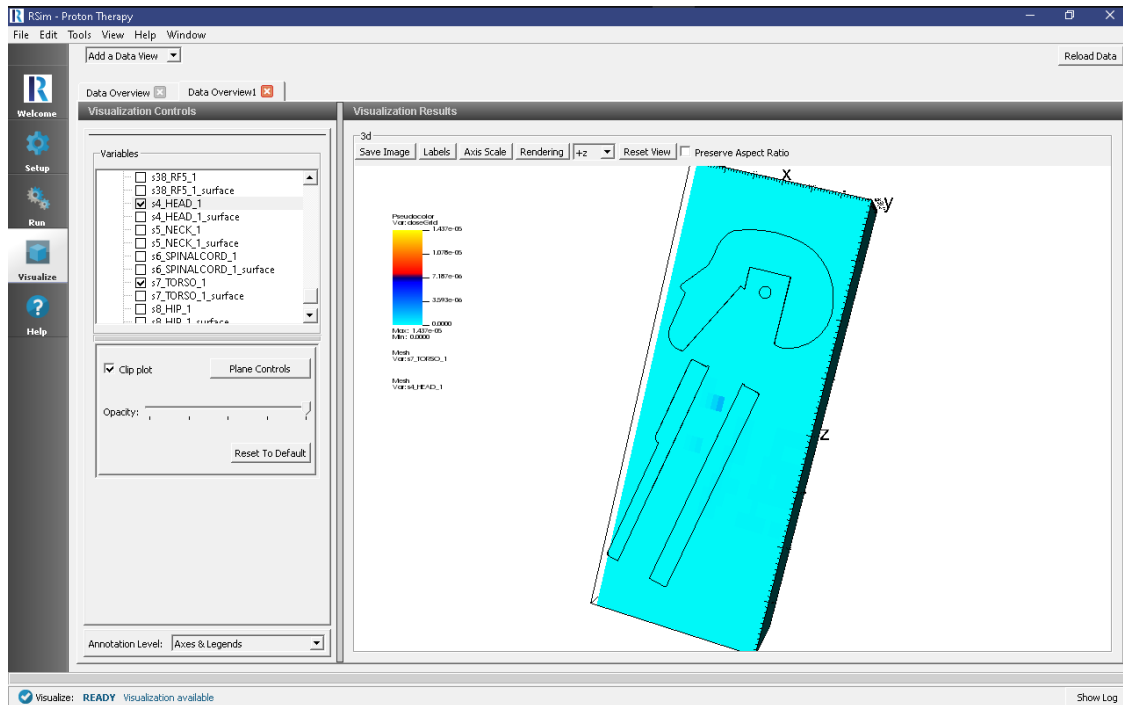 RSim - Proton Therapy
File Edit Tools View Help Window
Add a Data View
Reload Data
Data Overview
Data Overview1
Welcome
Setup
Run
Visualize
Help
Visualization Controls
Variables
s38_RF5_1
s38_RF5_1_surface
s4_HEAD_1
s4_HEAD_1_surface
s5_NECK_1
s5_NECK_1_surface
s6_SPINALCORD_1
s6_SPINALCORD_1_surface
s7_TORSO_1
s7_TORSO_1_surface
s8_HIP_1
s8_HIP_1_surface
Clip plot
Plane Controls
Opacity:
Reset To Default
Annotation Level: Axes & Legends
Visualization Results
3d
Save Image Labels Axis Scale Rendering +z Reset View Preserve Aspect Ratio
Pseudocolor
Var: doseGrid
1.437e-05
1.078e-05
7.187e-06
3.593e-06
0.0000
Max: 1.437e-05
Min: 0.0000
Mesh
Var: s7_TORSO_1
Mesh
Var: s4_HEAD_1
X
y
z
Visualize: READY Visualization available
Show Log